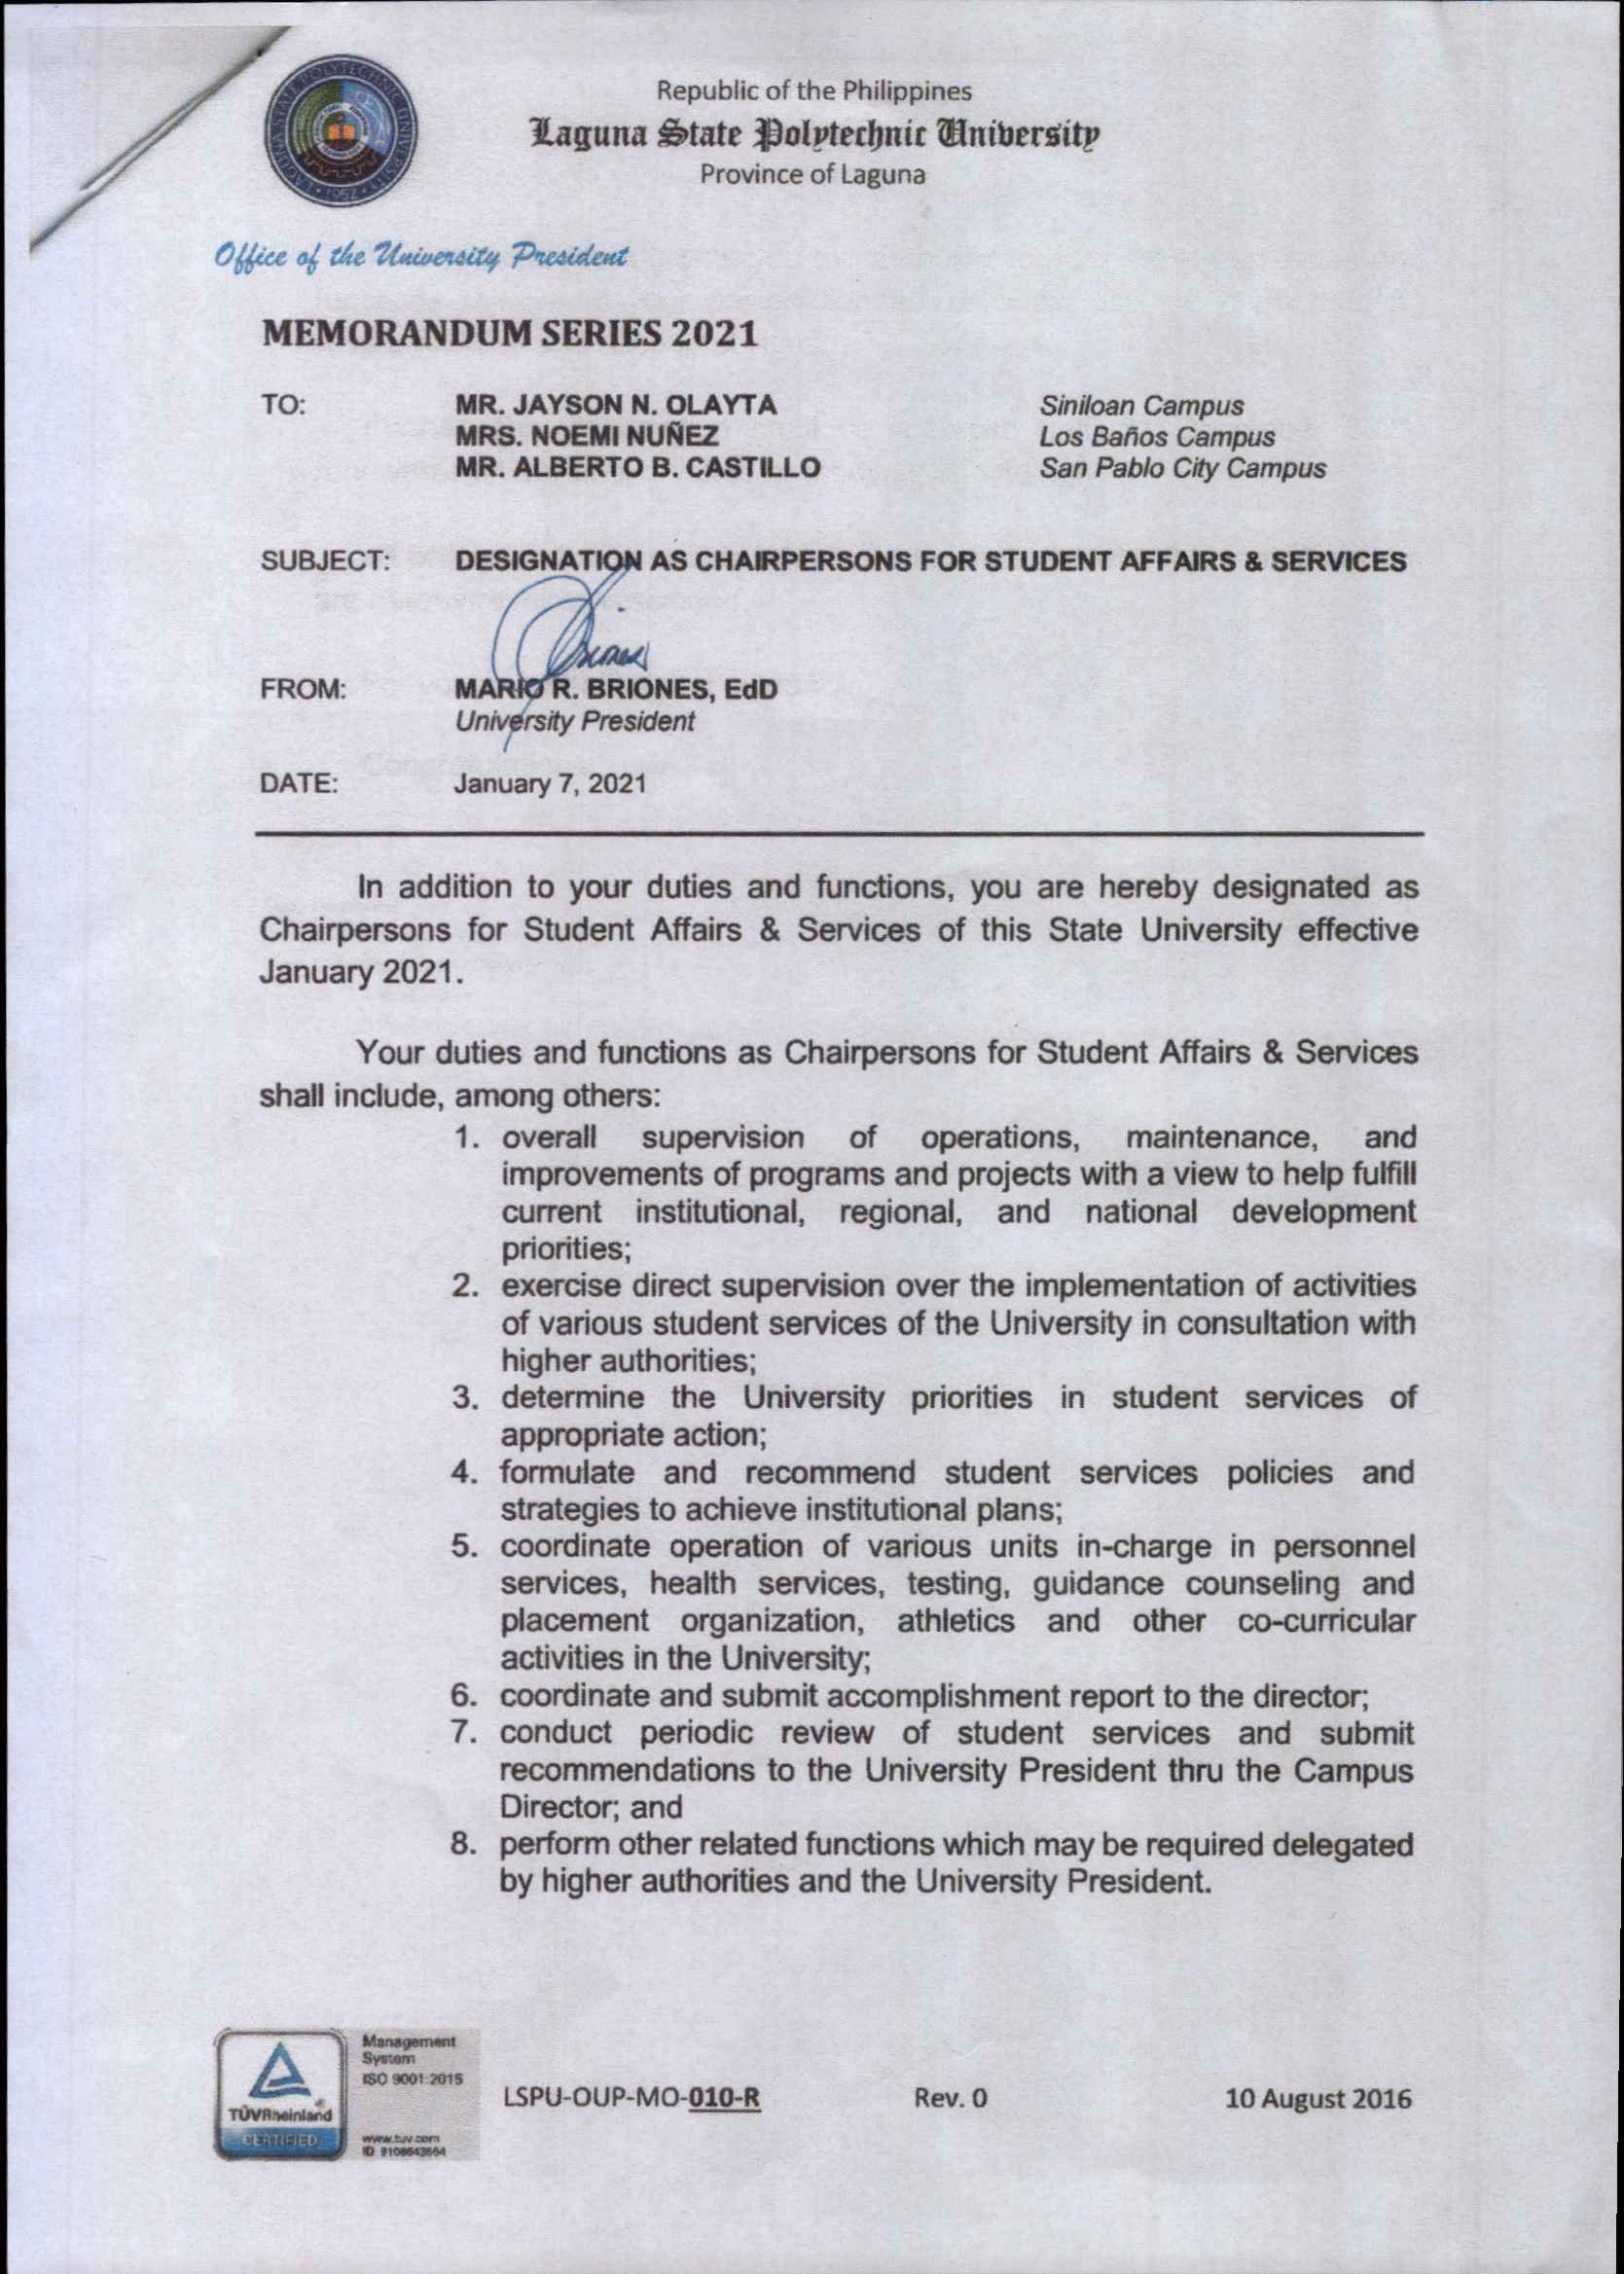 Republic of the Philippines
Laguna State Polytechnic University
Province of Laguna
LAGUNA STATE POLYTECHNIC UNIVERSITY • 1952 •
Office of the University President
MEMORANDUM SERIES 2021
TO: MR. JAYSON N. OLAYTA Siniloan Campus
MRS. NOEMI NUÑEZ Los Baños Campus
MR. ALBERTO B. CASTILLO San Pablo City Campus
SUBJECT: DESIGNATION AS CHAIRPERSONS FOR STUDENT AFFAIRS & SERVICES
Briones
FROM: MARIO R. BRIONES, EdD
University President
DATE: January 7, 2021
In addition to your duties and functions, you are hereby designated as
Chairpersons for Student Affairs & Services of this State University effective
January 2021.
Your duties and functions as Chairpersons for Student Affairs & Services
shall include, among others:
1. overall supervision of operations, maintenance, and
improvements of programs and projects with a view to help fulfill
current institutional, regional, and national development
priorities;
2. exercise direct supervision over the implementation of activities
of various student services of the University in consultation with
higher authorities;
3. determine the University priorities in student services of
appropriate action;
4. formulate and recommend student services policies and
strategies to achieve institutional plans;
5. coordinate operation of various units in-charge in personnel
services, health services, testing, guidance counseling and
placement organization, athletics and other co-curricular
activities in the University;
6. coordinate and submit accomplishment report to the director;
7. conduct periodic review of student services and submit
recommendations to the University President thru the Campus
Director; and
8. perform other related functions which may be required delegated
by higher authorities and the University President.
Management
System
ISO 9001:2015
TÜVRheinland
CERTIFIED
www.tuv.com
ID 9108643564
LSPU-OUP-MO-010-R Rev. 0 10 August 2016